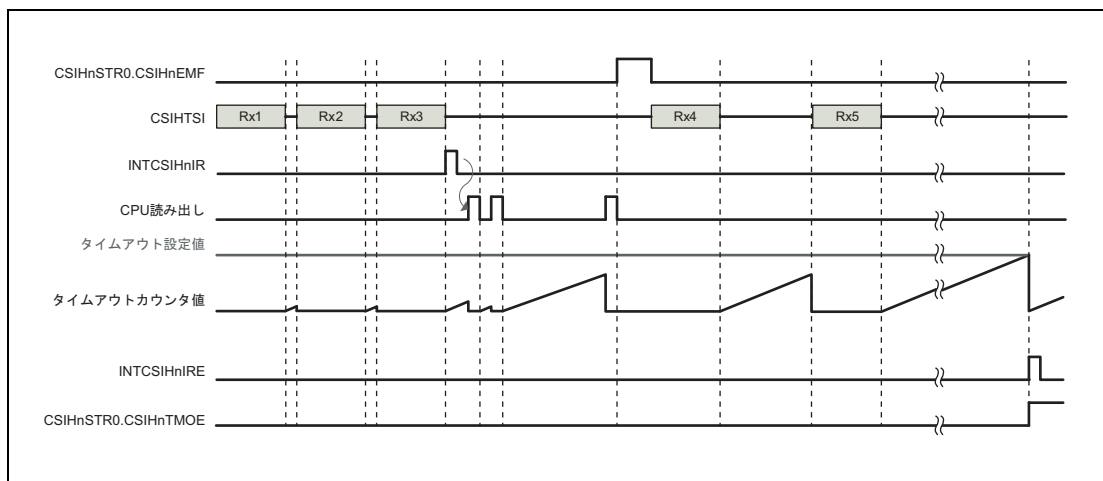 CSIHnSTR0.CSIHnEMF
CSIHTSI
Rx1
Rx2
Rx3
Rx4
Rx5
INTCSIHnIR
CPU読み出し
タイムアウト設定値
タイムアウトカウンタ値
INTCSIHnIRE
CSIHnSTR0.CSIHnTMOE